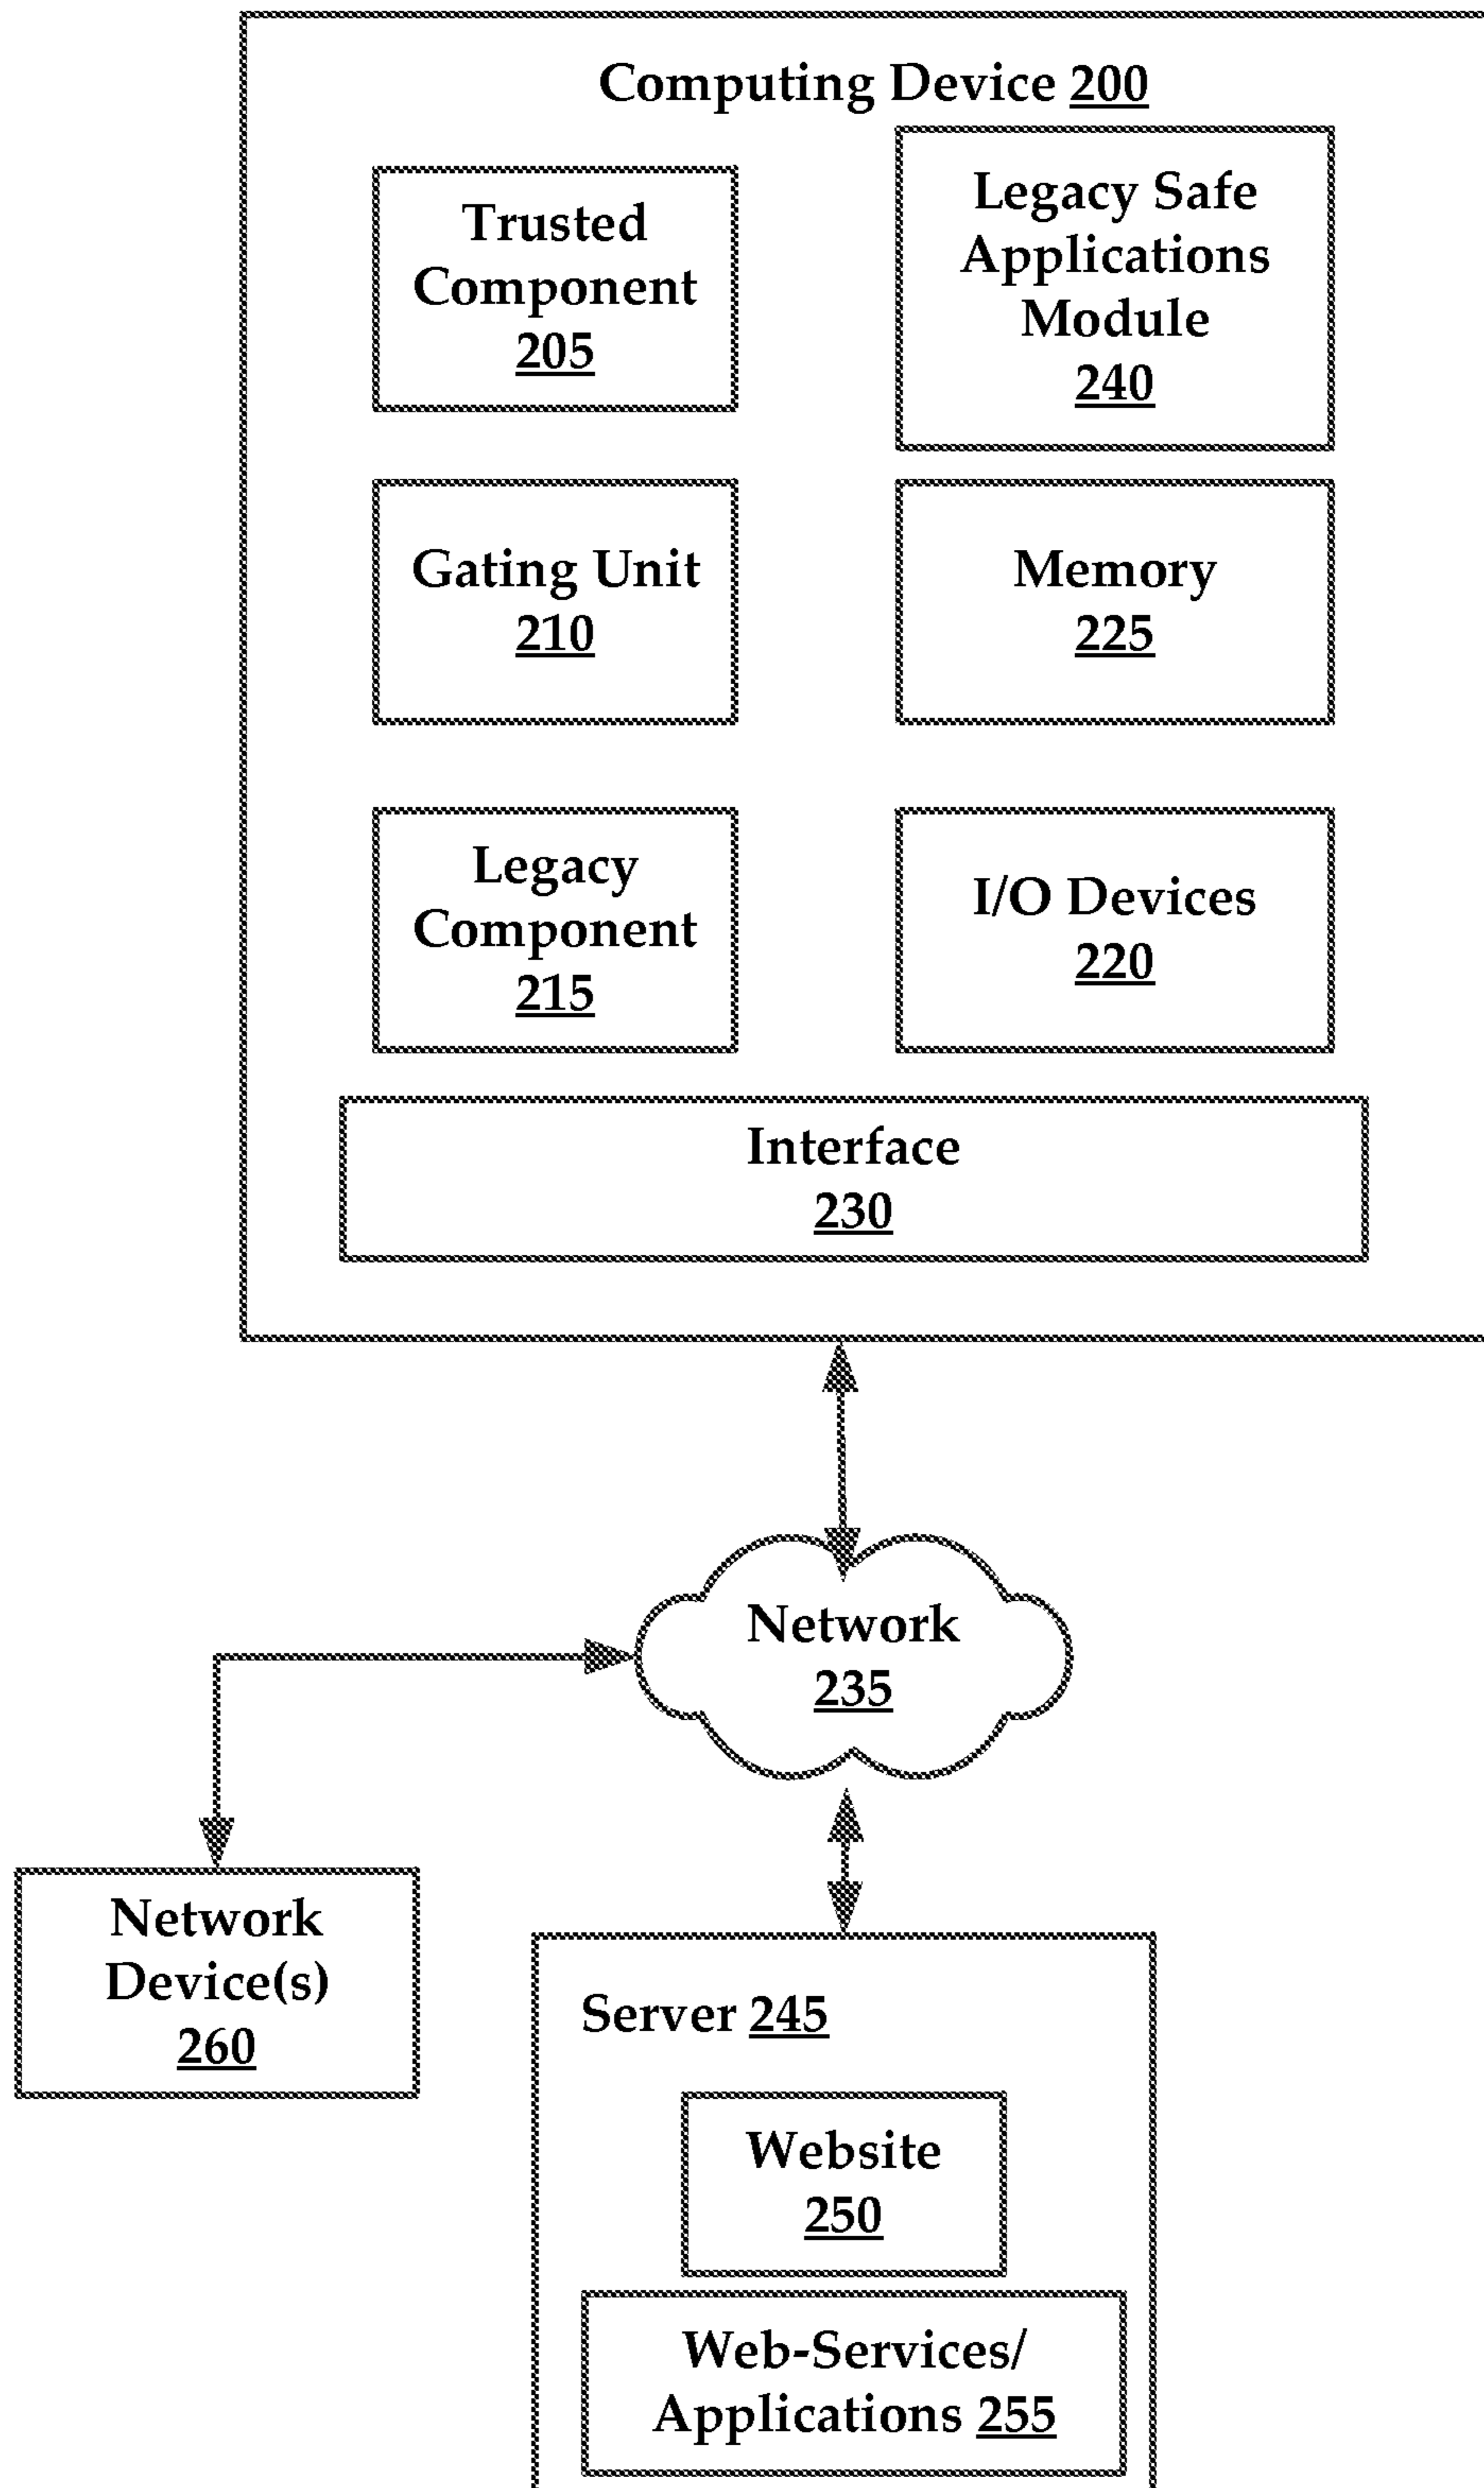 Computing Device 200
Trusted
Component
205
Legacy Safe
Applications
Module
240
Gating Unit
210
Memory
225
Legacy
Component
215
I/O Devices
220
Interface
230
Network
235
Network
Device(s)
260
Server 245
Website
250
Web-Services/
Applications 255